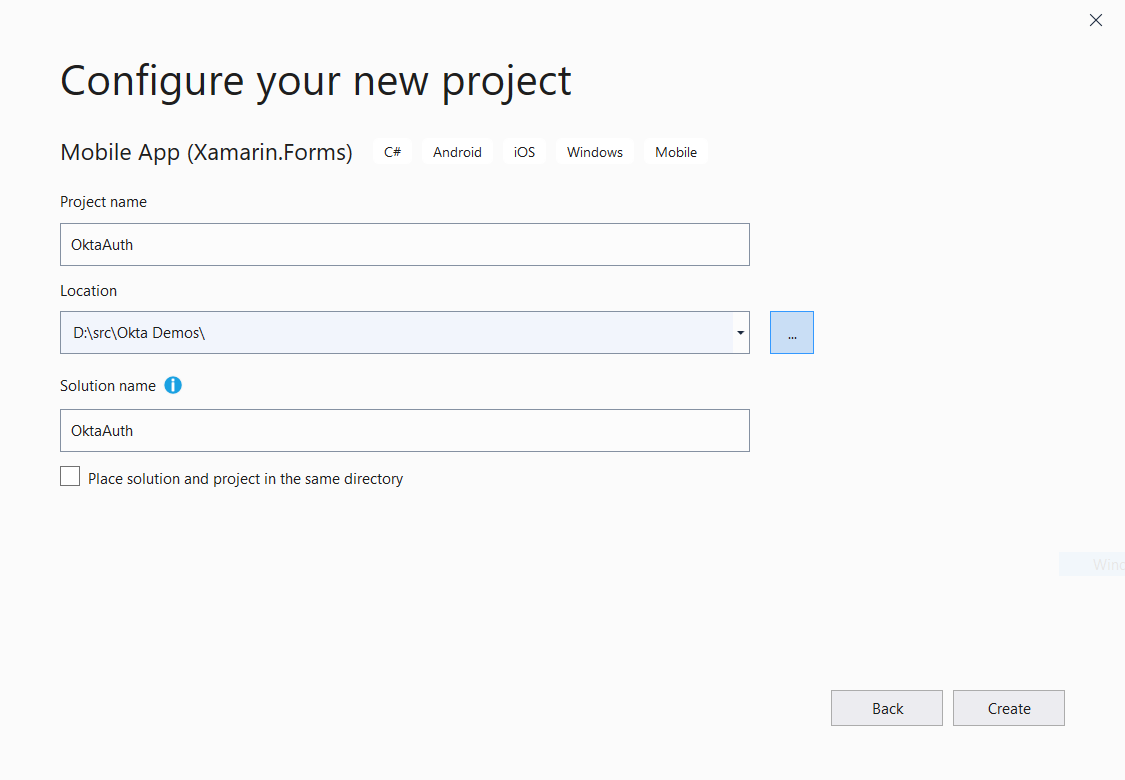 Configure your new project
Mobile App (Xamarin.Forms) C# Android iOS Windows Mobile
Project name
OktaAuth
Location
D:\src\Okta Demos\
...
Solution name
OktaAuth
Place solution and project in the same directory
Back Create